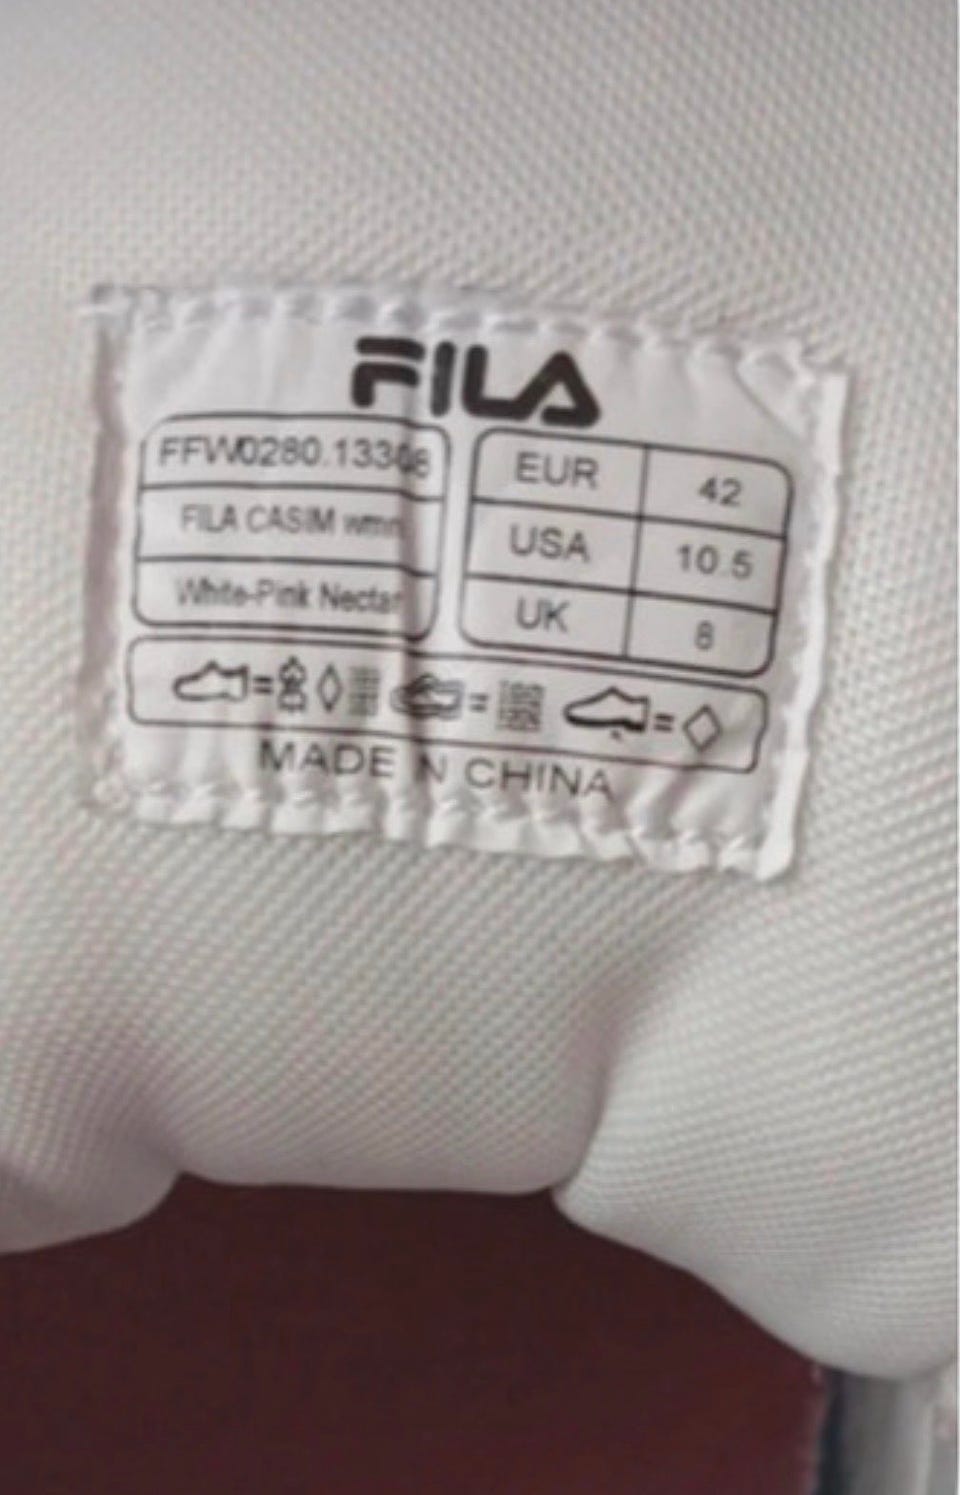 FILA
FFW0280.13308
FILA CASIM wmn
White-Pink Nectar
EUR 42
USA 10.5
UK 8
= =  =
MADE IN CHINA